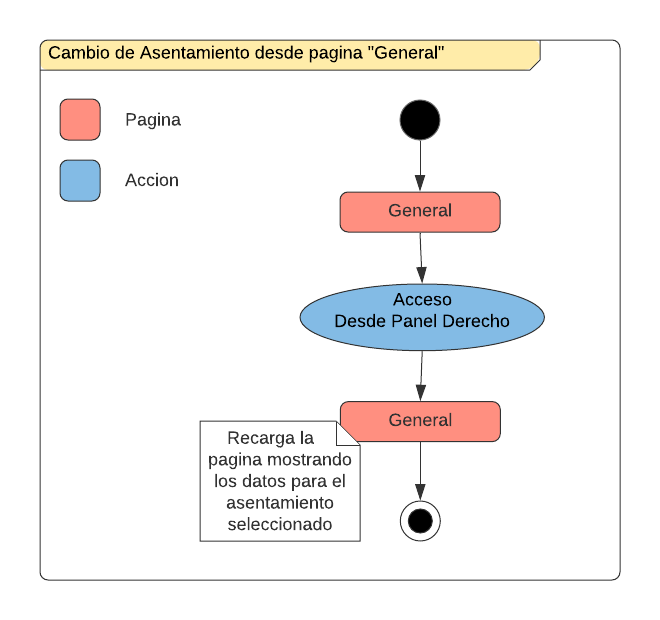 Cambio de Asentamiento desde pagina "General"
Pagina
Accion
General
Acceso
Desde Panel Derecho
General
Recarga la
pagina mostrando
los datos para el
asentamiento
seleccionado